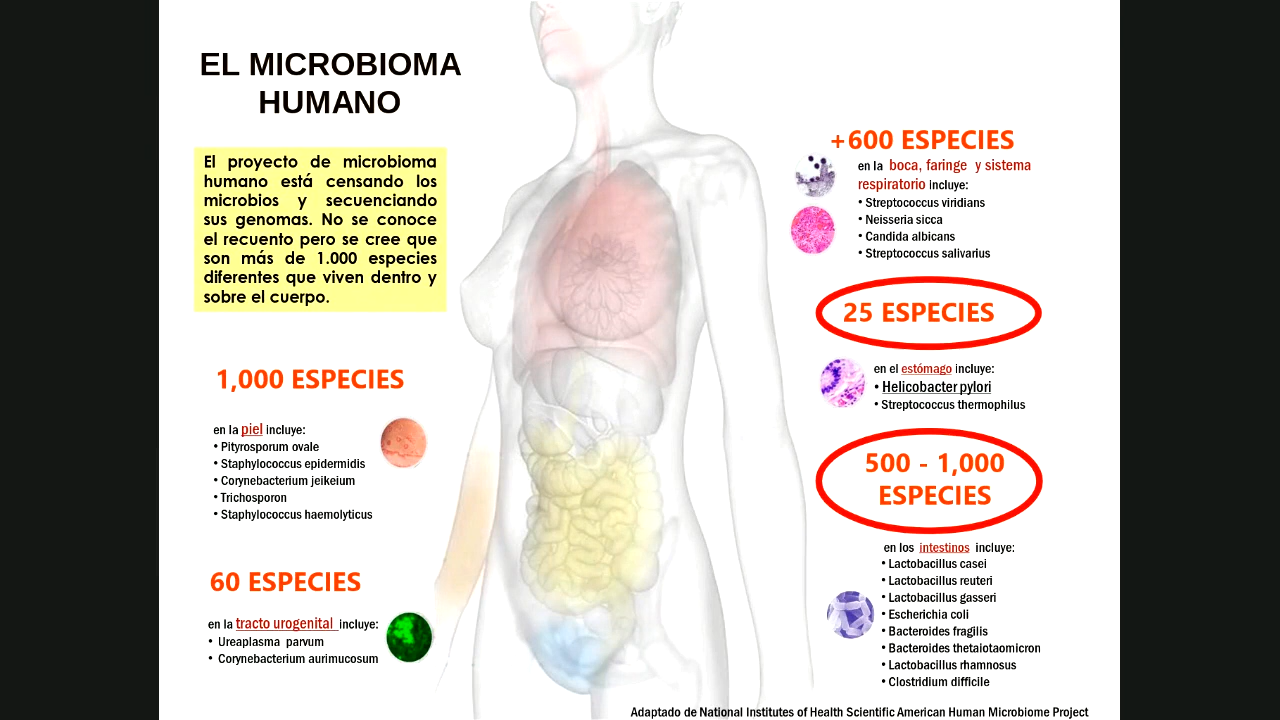 EL MICROBIOMA
HUMANO
El proyecto de microbioma
humano está censando los
microbios y secuenciando
sus genomas. No se conoce
el recuento pero se cree que
son más de 1.000 especies
diferentes que viven dentro y
sobre el cuerpo.
1,000 ESPECIES
en la piel incluye:
• Pityrosporum ovale
• Staphylococcus epidermidis
• Corynebacterium jeikeium
• Trichosporon
• Staphylococcus haemolyticus
60 ESPECIES
en la tracto urogenital incluye:
• Ureaplasma parvum
• Corynebacterium aurimucosum
+600 ESPECIES
en la boca, faringe y sistema
respiratorio incluye:
• Streptococcus viridians
• Neisseria sicca
• Candida albicans
• Streptococcus salivarius
25 ESPECIES
en el estómago incluye:
• Helicobacter pylori
• Streptococcus thermophilus
500 - 1,000
ESPECIES
en los intestinos incluye:
• Lactobacillus casei
• Lactobacillus reuteri
• Lactobacillus gasseri
• Escherichia coli
• Bacteroides fragilis
• Bacteroides thetaiotaomicron
• Lactobacillus rhamnosus
• Clostridium difficile
Adaptado de National Institutes of Health Scientific American Human Microbiome Project